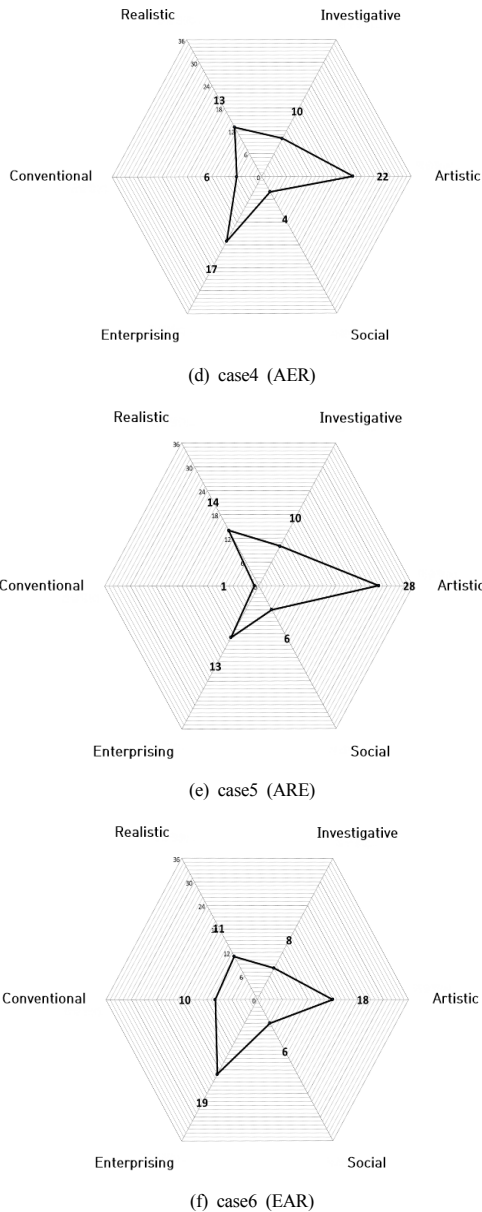 Realistic Investigative
36
30
24
13
18
10
12
6
Conventional 6 0 22 Artistic
4
17
Enterprising Social
(d) case4 (AER)
Realistic Investigative
36
30
24
14
18 10
12
6
Conventional 1 0 28 Artistic
6
13
Enterprising Social
(e) case5 (ARE)
Realistic Investigative
36
30
24
11
8
12
6
Conventional 10 0 18 Artistic
6
19
Enterprising Social
(f) case6 (EAR)